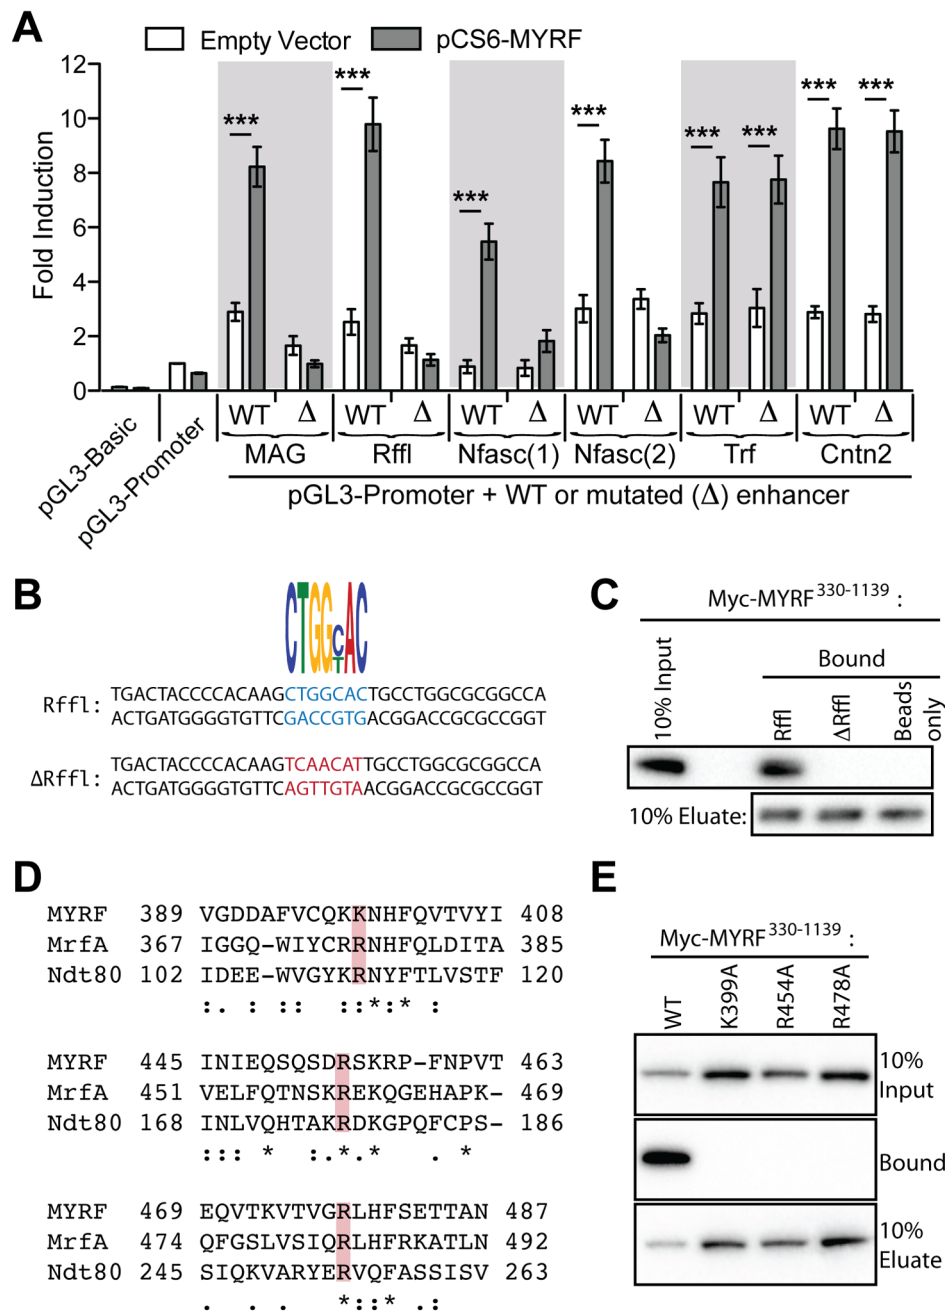 A
Empty Vector
pCS6-MYRF
Fold Induction
12
10
8
6
4
2
0
*** *** *** *** *** *** *** ***
WT Δ WT Δ WT Δ WT Δ WT Δ WT Δ
pGL3-Basic
pGL3-Promoter
MAG Rffl Nfasc(1) Nfasc(2) Trf Cntn2
pGL3-Promoter + WT or mutated (Δ) enhancer
B
CTGGCAC
T
Rffl: TGACTACCCCACAAGCTGGCACTGCCTGGCGCGGCCA
ACTGATGGGGTGTTCGACCGTGACGGACCGCGCCGGT
ΔRffl: TGACTACCCCACAAGTCAACATTGCCTGGCGCGGCCA
ACTGATGGGGTGTTCAGTTGTAACGGACCGCGCCGGT
C
Myc-MYRF330-1139 :
Bound
10% Input
Rffl
ΔRffl
Beads only
10% Eluate:
D
MYRF 389 VGDDAFVCQKKNHFQVTVYI 408
MrfA 367 IGGQ-WIYCRRNHFQLDITA 385
Ndt80 102 IDEE-WVGYKRNYFTLVSTF 120
:. : : ::*:* :
MYRF 445 INIEQSQSDRSKRP-FNPVT 463
MrfA 451 VELFQTNSKREKQGEHAPK- 469
Ndt80 168 INLVQHTAKRDKGPQFCPS- 186
::: * :.*.* . *
MYRF 469 EQVTKVTVGRLHFSETTAN 487
MrfA 474 QFGSLVSIQRLHFRKATLN 492
Ndt80 245 SIQKVARYERVQFASSISV 263
. . . *::* .:
E
Myc-MYRF330-1139 :
WT
K399A
R454A
R478A
10% Input
Bound
10% Eluate